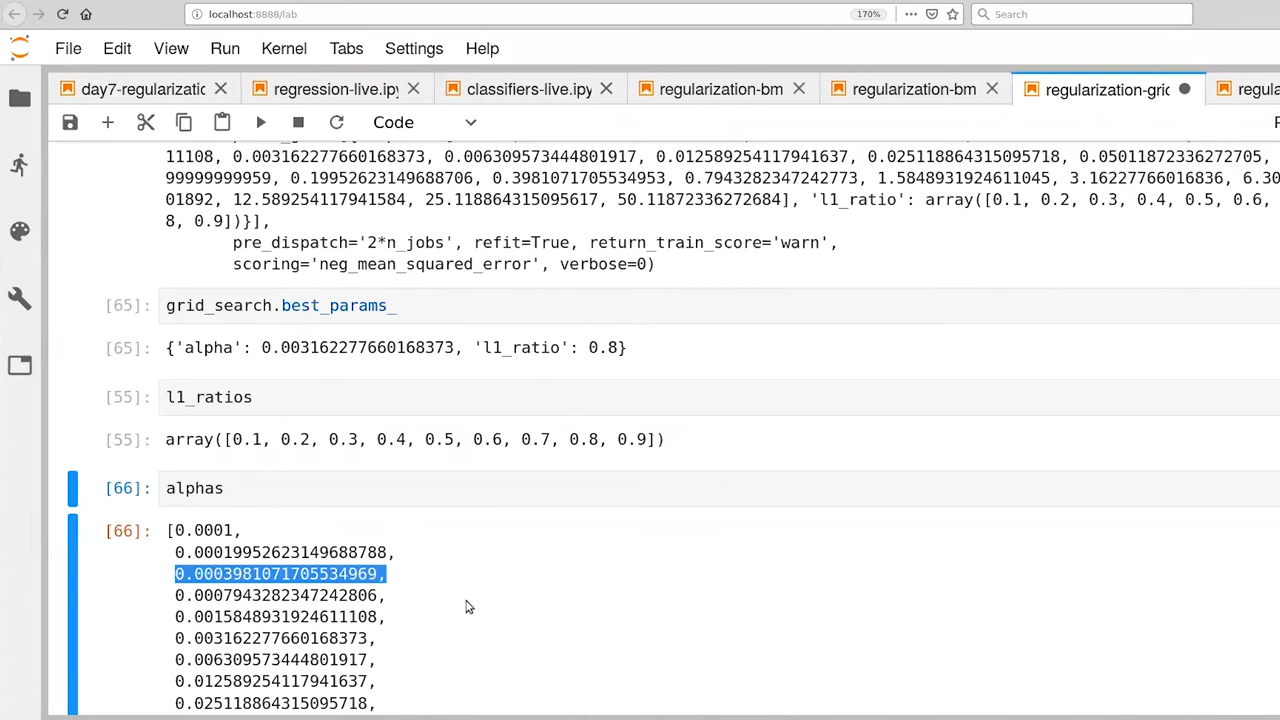 localhost:8888/lab
170%
Search
File Edit View Run Kernel Tabs Settings Help
day7-regularizatic
regression-live.ipy
classifiers-live.ipy
regularization-bm
regularization-bm
regularization-gric
regula
Code
11108, 0.003162277660168373, 0.006309573444801917, 0.012589254117941637, 0.025118864315095718, 0.05011872336272705,
99999999959, 0.19952623149688706, 0.3981071705534953, 0.7943282347242773, 1.5848931924611045, 3.16227766016836, 6.30
01892, 12.589254117941584, 25.118864315095617, 50.11872336272684], 'l1_ratio': array([0.1, 0.2, 0.3, 0.4, 0.5, 0.6,
8, 0.9])}],
pre_dispatch='2*n_jobs', refit=True, return_train_score='warn',
scoring='neg_mean_squared_error', verbose=0)
[65]: grid_search.best_params_
[65]: {'alpha': 0.003162277660168373, 'l1_ratio': 0.8}
[55]: l1_ratios
[55]: array([0.1, 0.2, 0.3, 0.4, 0.5, 0.6, 0.7, 0.8, 0.9])
[66]: alphas
[66]: [0.0001,
0.00019952623149688788,
0.00039810717055349​69,
0.0007943282347242806,
0.001584893192461​1108,
0.003162277660168373,
0.006309573444801917,
0.012589254117941637,
0.025118864315095718,